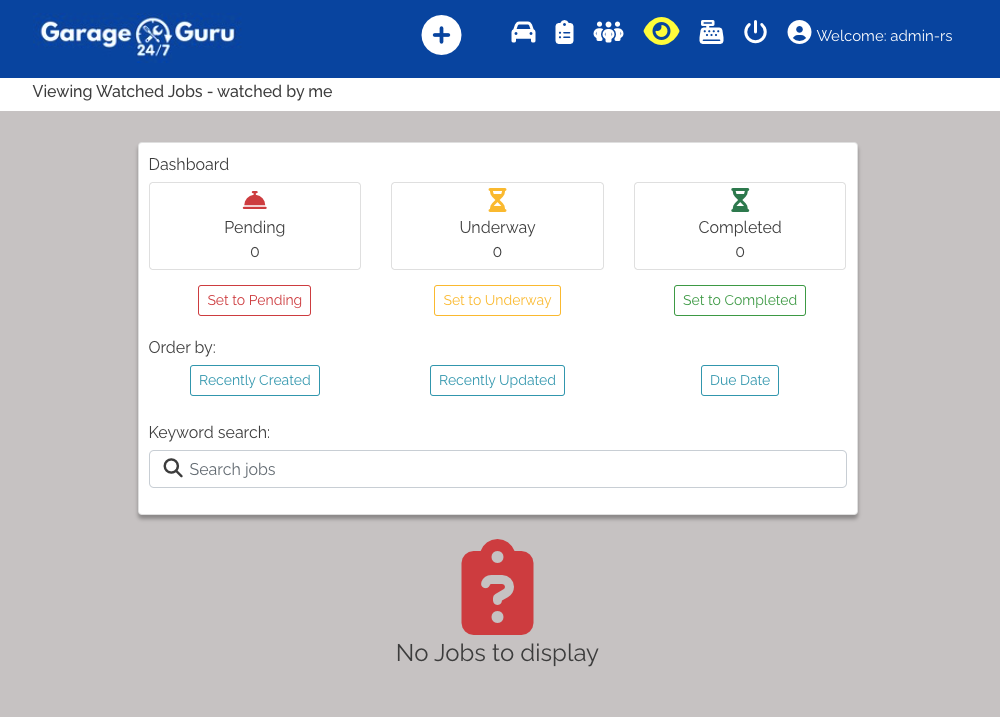 Garage Guru
24/7
Welcome: admin-rs
Viewing Watched Jobs - watched by me
Dashboard
Pending
0
Underway
0
Completed
0
Set to Pending
Set to Underway
Set to Completed
Order by:
Recently Created
Recently Updated
Due Date
Keyword search:
Search jobs
?
No Jobs to display